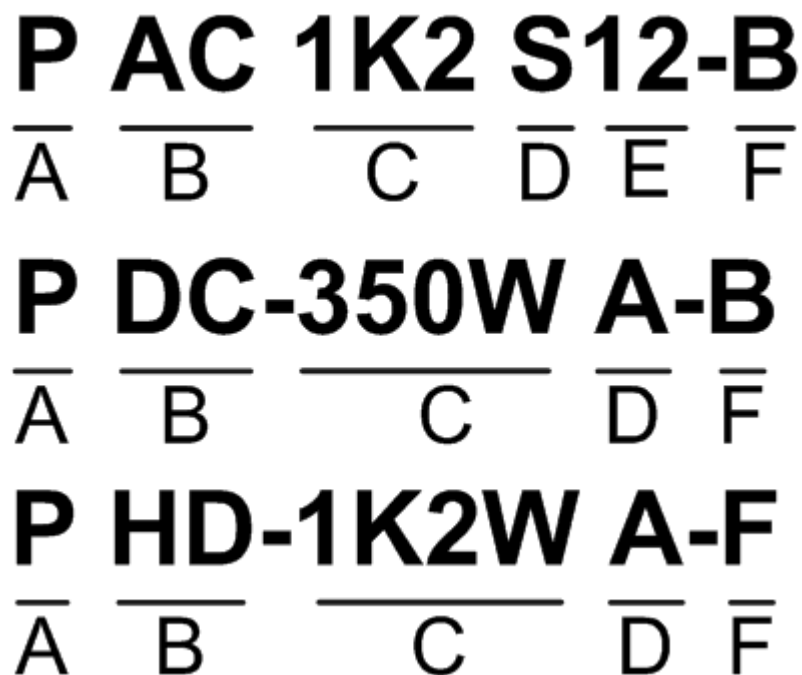 P AC 1K2 S12-B
A B C D E F
P DC-350W A-B
A B C D F
P HD-1K2W A-F
A B C D F